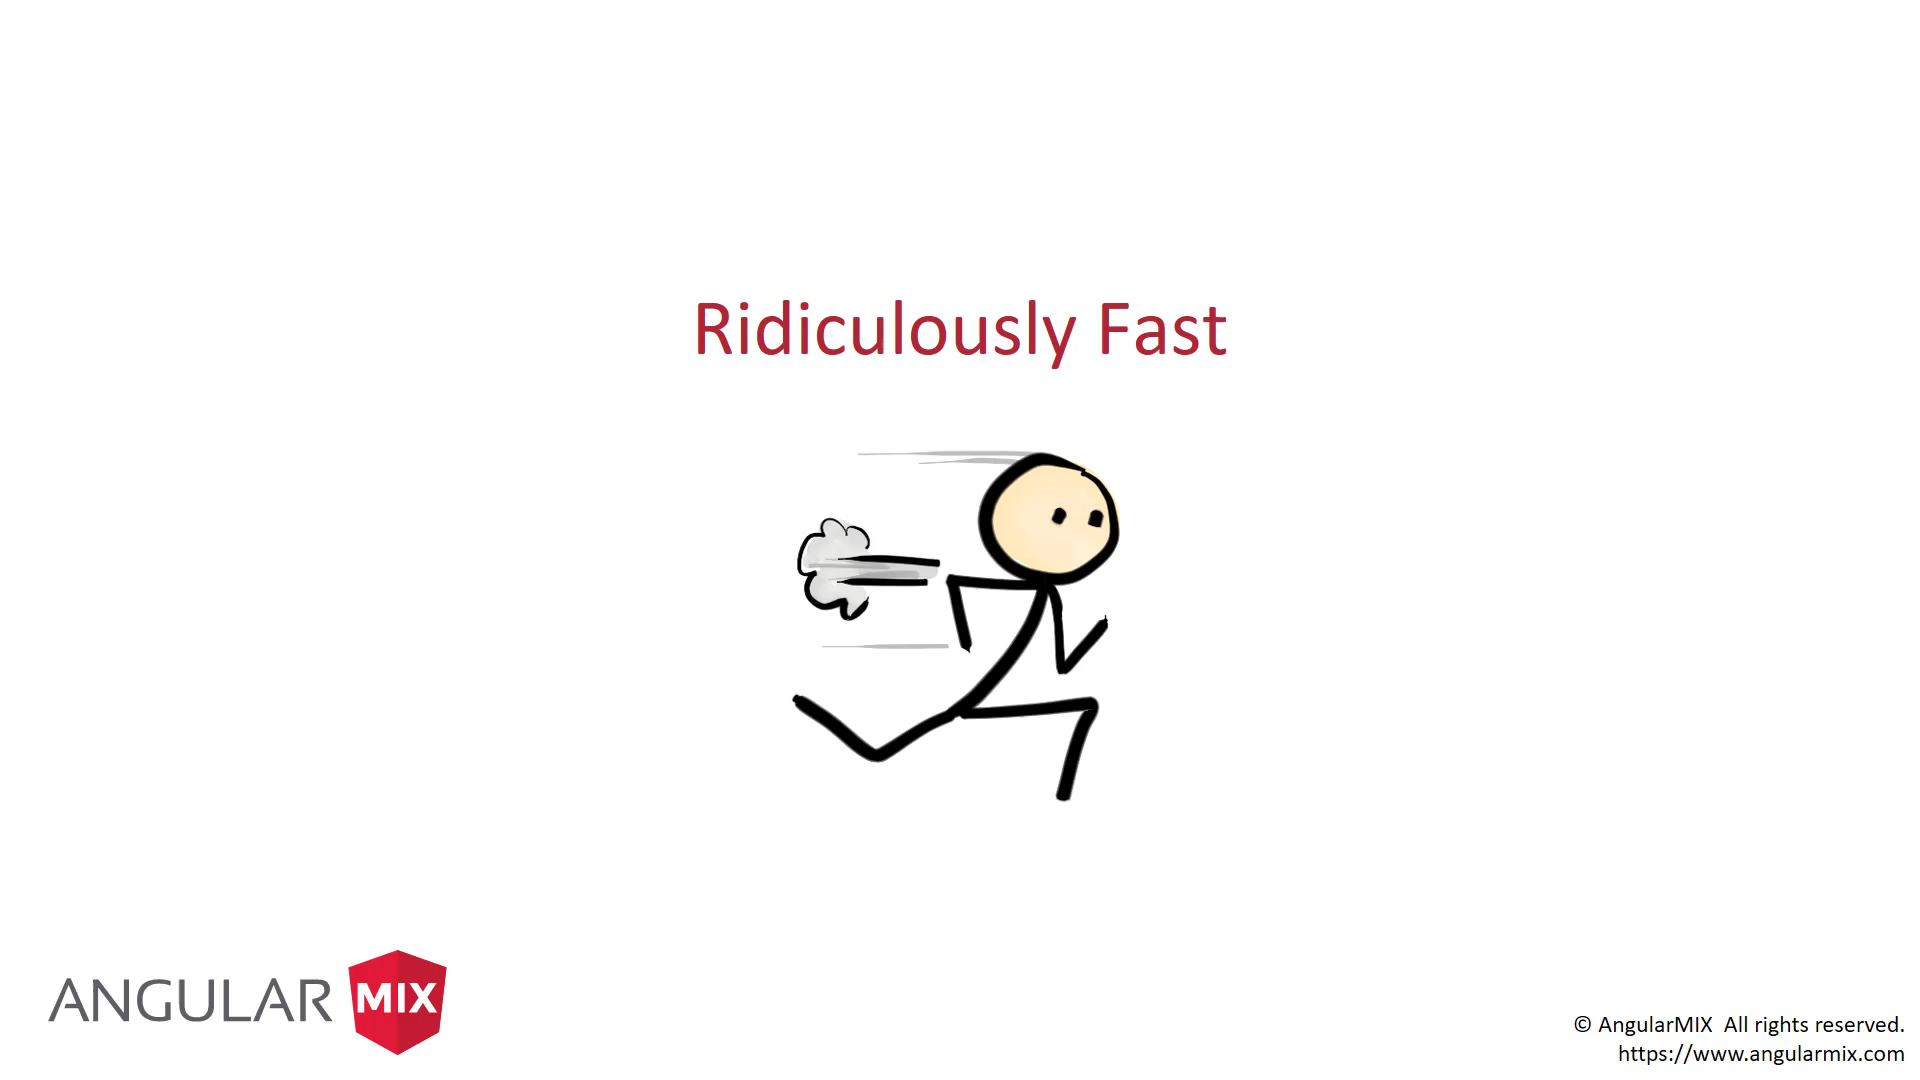 Ridiculously Fast
ANGULAR MIX
© AngularMIX  All rights reserved.
https://www.angularmix.com